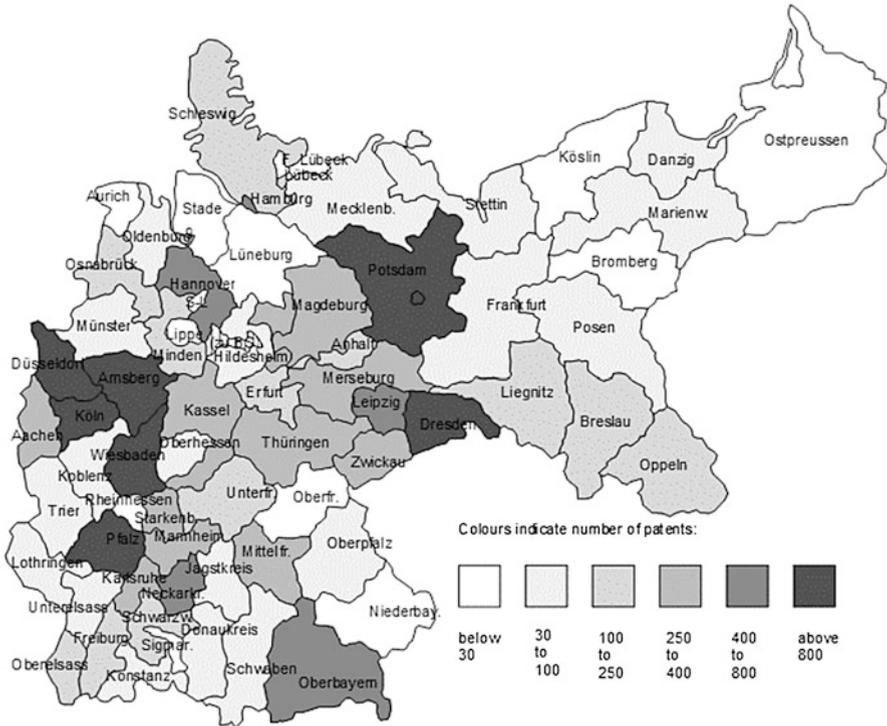 Schleswig
Ostpreussen
F. Lübeck
Lübeck
Köslin
Danzig
Aurich
Stade
Hamburg
Mecklenb.
Stettin
Marienw.
Oldenburg
Lüneburg
Osnabrück
Potsdam
Bromberg
Hannover
S-L
Magdeburg
Frankfurt
Posen
Münster
Lippe
Minden
Hildesheim)
Anhalt
Düsseldorf
Arnsberg
Merseburg
Liegnitz
Erfurt
Leipzig
Köln
Kassel
Dresden
Breslau
Aachen
Oberhessen
Thüringen
Wiesbaden
Zwickau
Oppeln
Koblenz
Rheinhessen
Unterfr.
Oberfr.
Trier
Starkenb.
Pfalz
Mannheim
Mittelfr.
Oberpfalz
Lothringen
Jagstkreis
Karlsruhe
Neckarkr.
Unterelsass
Schwarzw.
Niederbay.
Freiburg
Donaukreis
Sigmar.
Oberelsass
Konstanz
Schwaben
Oberbayern
Colours indicate number of patents:
below
30
30
to
100
100
to
250
250
to
400
400
to
800
above
800